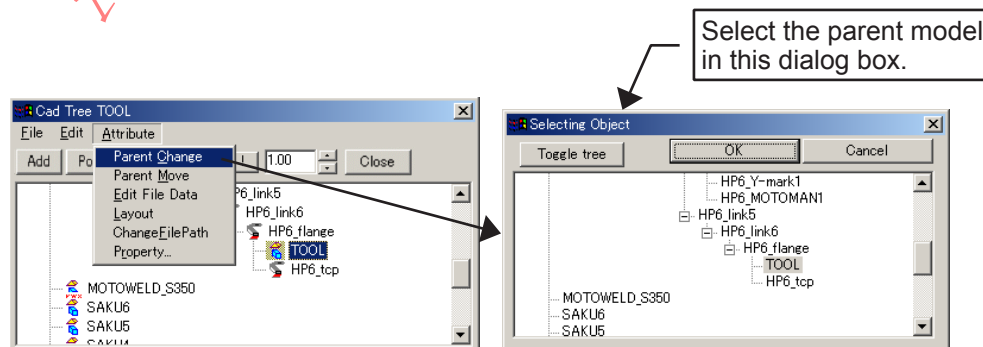 Select the parent model
in this dialog box.
Cad Tree TOOL
File Edit Attribute
Add Po 1.00 Close
Parent Change
Parent Move
Edit File Data
Layout
ChangeFilePath
Property...
P6_link5
HP6_link6
HP6_flange
TOOL
HP6_tcp
MOTOWELD_S350
SAKU6
SAKU5
Selecting Object
Toggle tree OK Cancel
HP6_Y-mark1
HP6_MOTOMAN1
HP6_link5
HP6_link6
HP6_flange
TOOL
HP6_tcp
MOTOWELD_S350
SAKU6
SAKU5